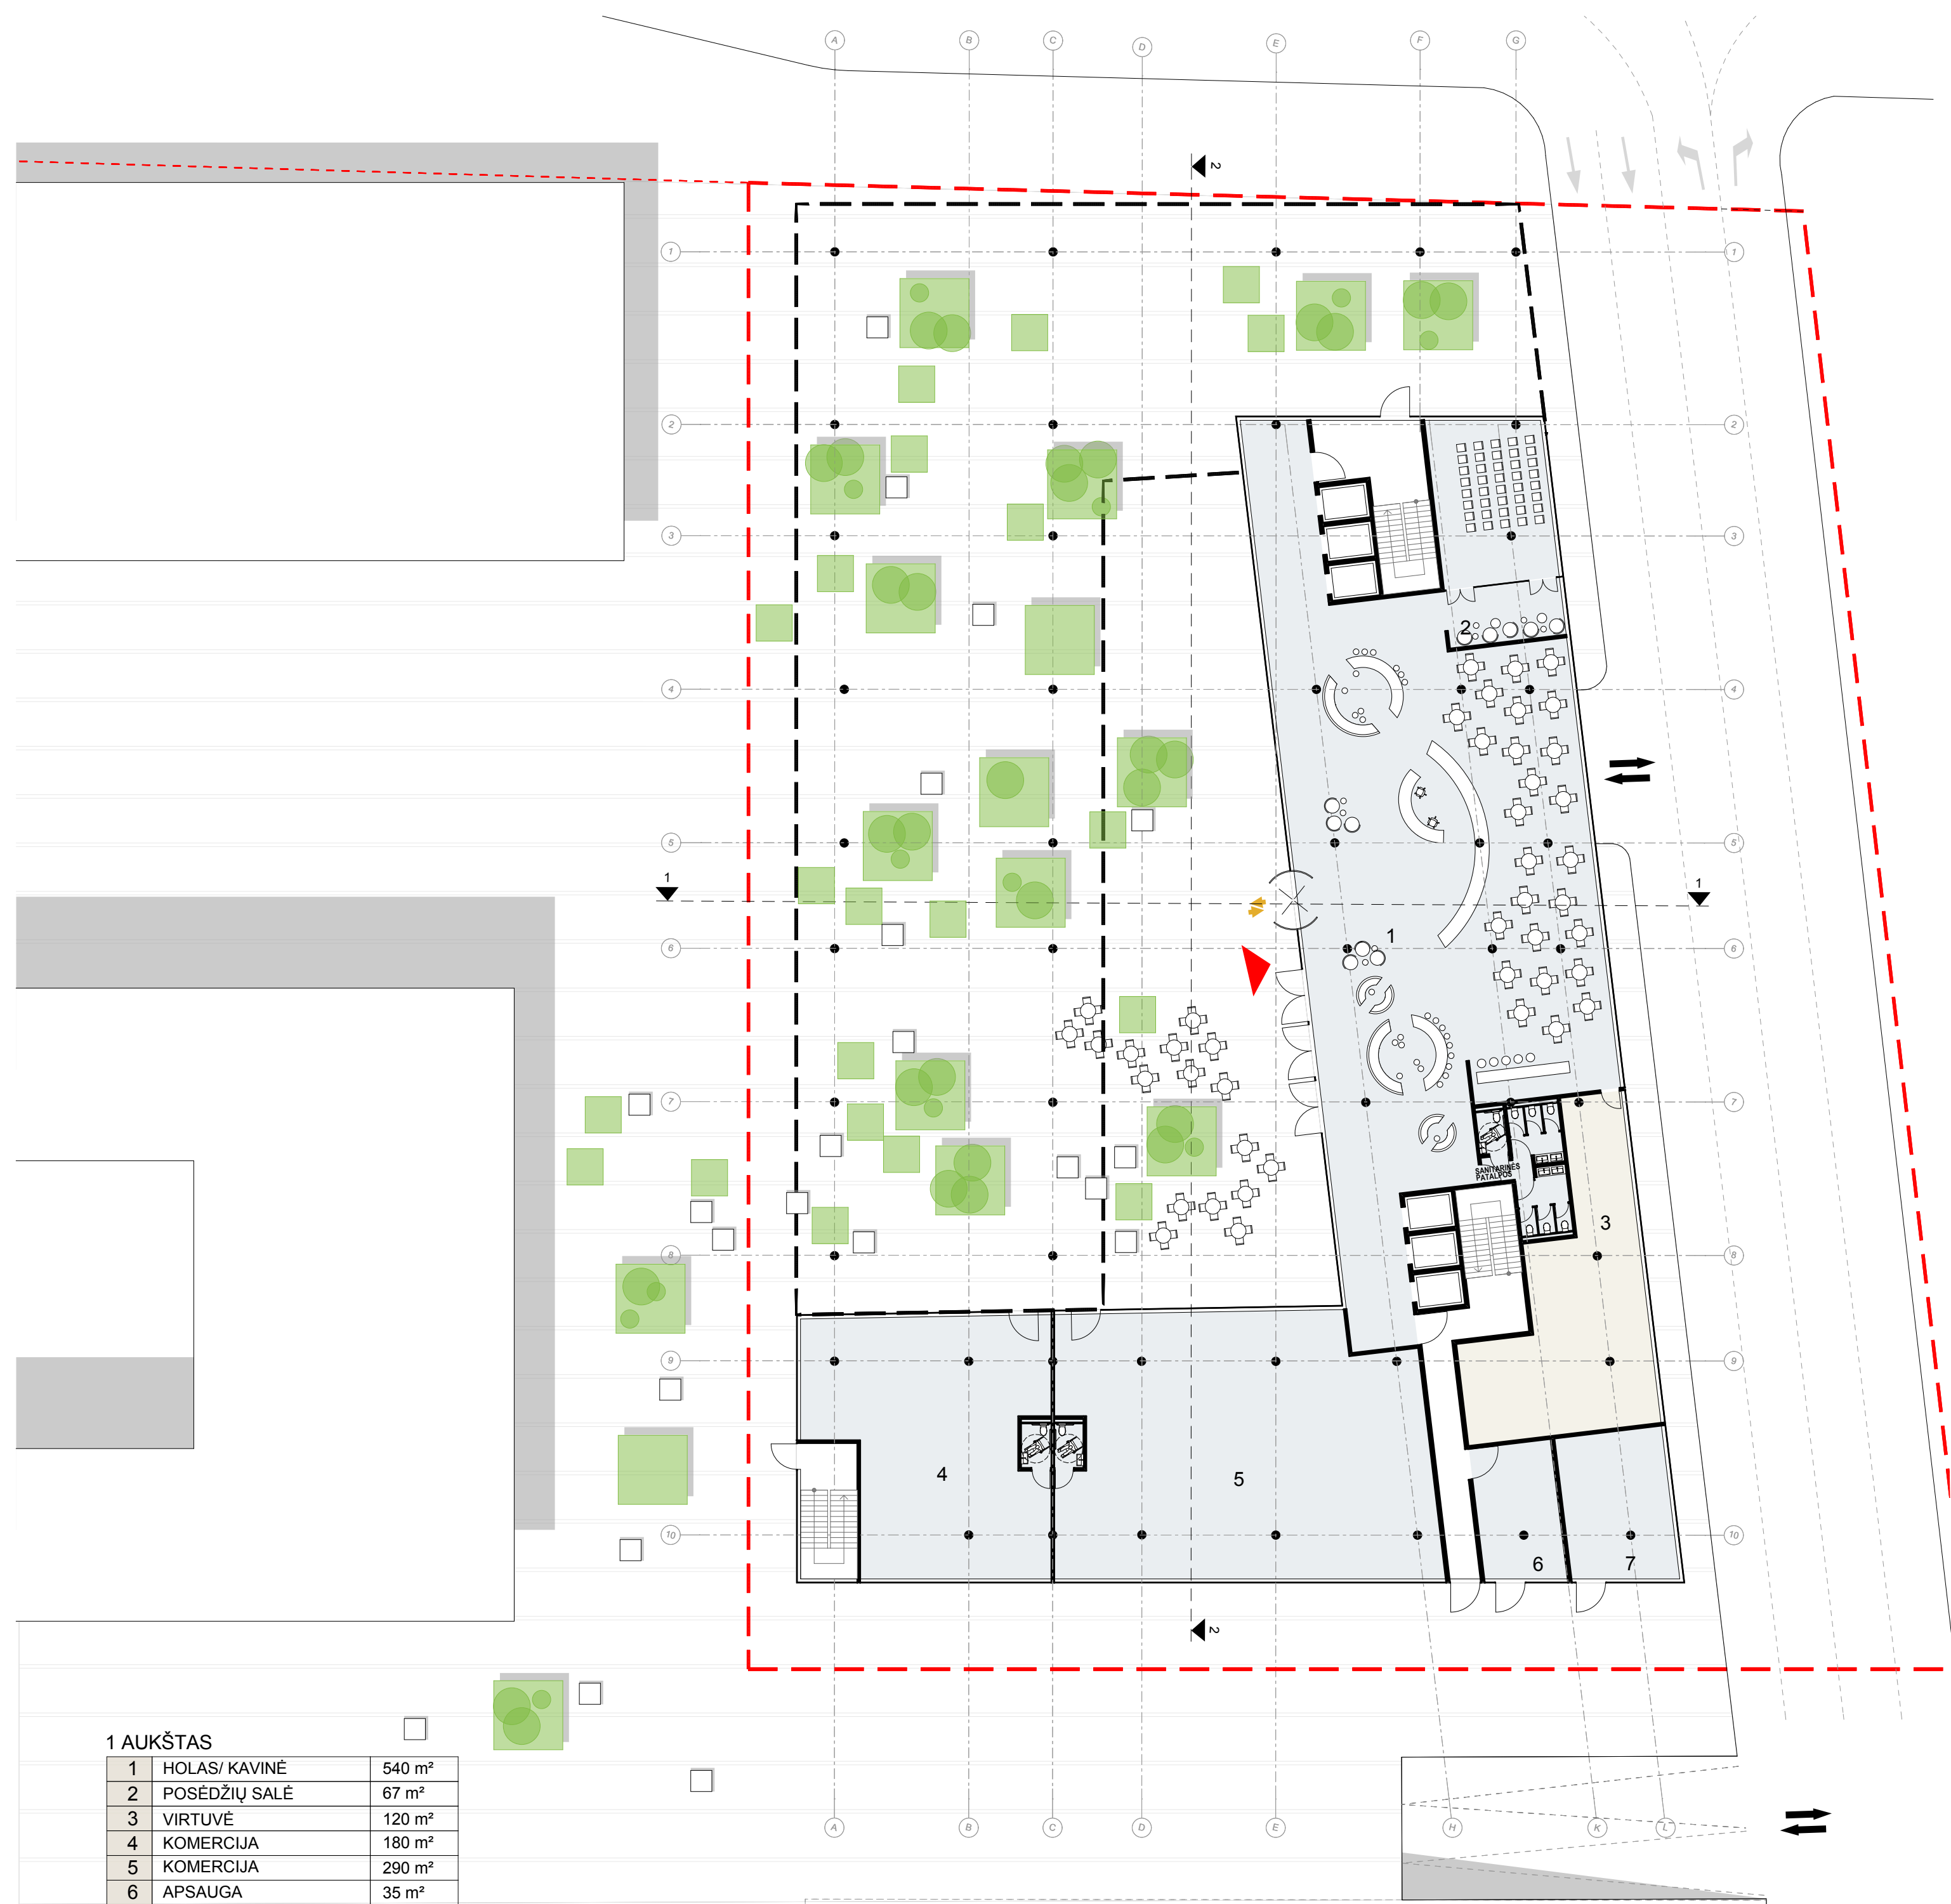 A B C D E F G
2
1 1
2 2
3 3
2
4 4
5 5
1 1
6 6
1
7 7
SANITARINĖS
PATALPOS
3
8 8
9 9
4 5
10 10
6 7
2
1 AUKŠTAS
1 HOLAS/ KAVINĖ 540 m²
2 POSĖDŽIŲ SALĖ 67 m²
3 VIRTUVĖ 120 m²
4 KOMERCIJA 180 m²
5 KOMERCIJA 290 m²
6 APSAUGA 35 m²
A B C D E H K L